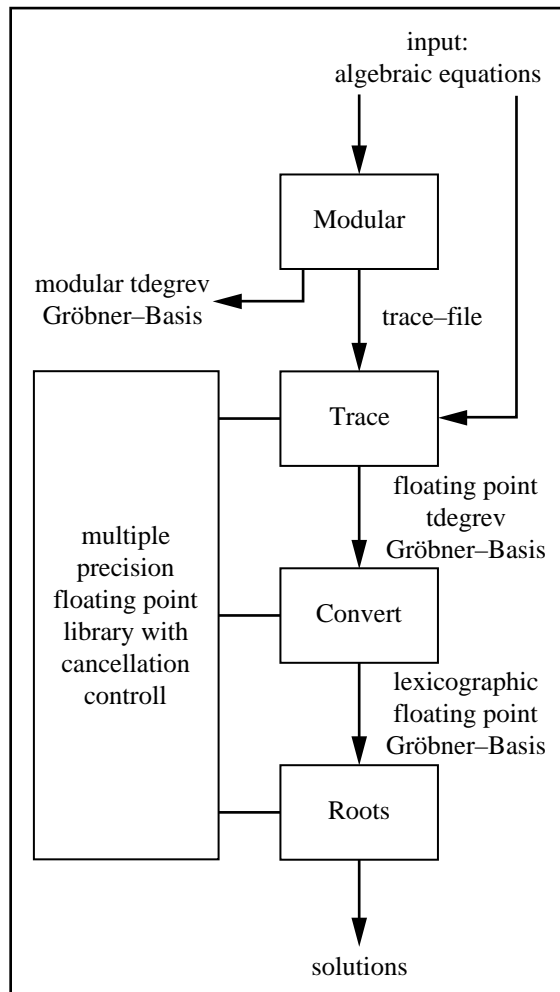 input:
algebraic equations
Modular
modular tdegrev
Gröbner–Basis
trace–file
Trace
floating point
tdegrev
Gröbner–Basis
multiple
precision
floating point
library with
cancellation
controll
Convert
lexicographic
floating point
Gröbner–Basis
Roots
solutions